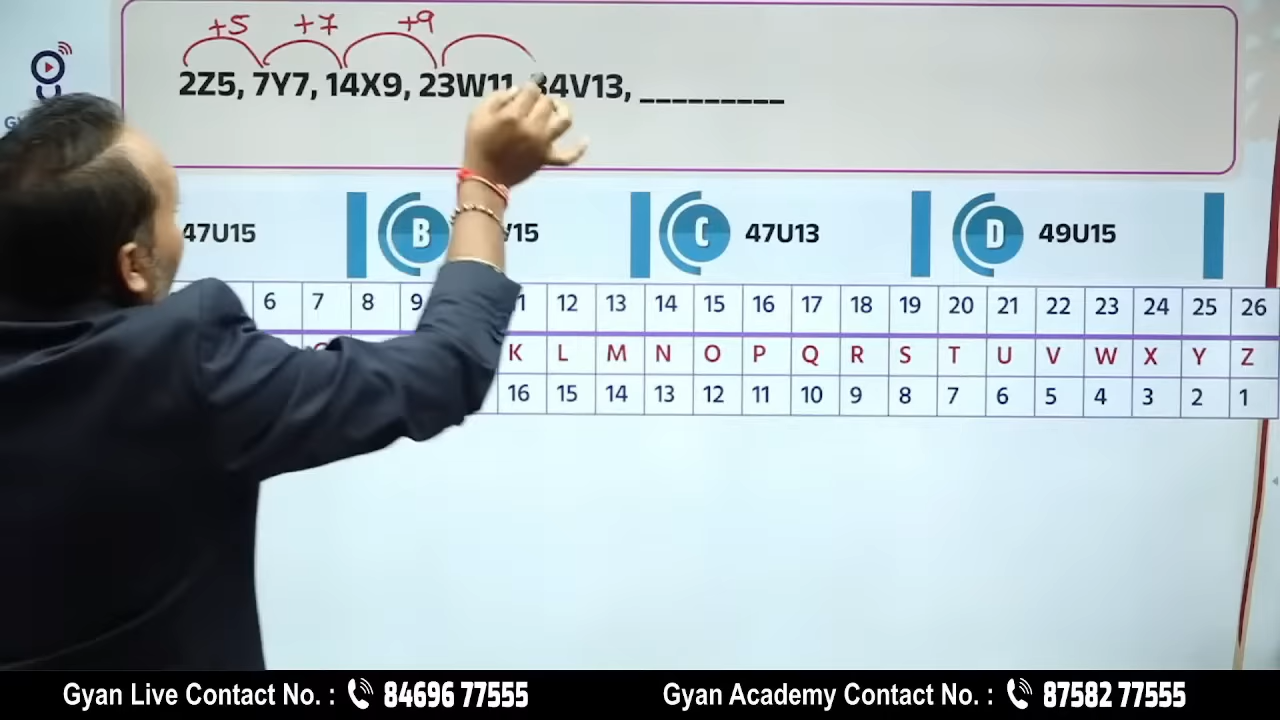 +5 +7 +9
2Z5, 7Y7, 14X9, 23W11, 34V13, _________
47U15 B 15 C 47U13 D 49U15
6 7 8 9 12 13 14 15 16 17 18 19 20 21 22 23 24 25 26
K L M N O P Q R S T U V W X Y Z
16 15 14 13 12 11 10 9 8 7 6 5 4 3 2 1
Gyan Live Contact No. : 84696 77555 Gyan Academy Contact No. : 87582 77555